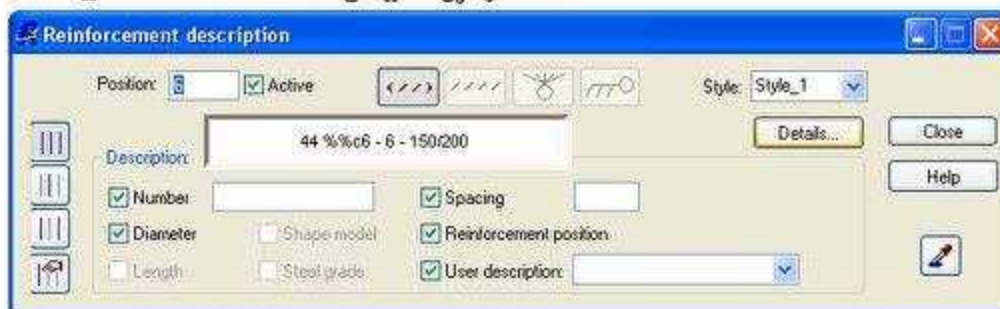 Reinforcement description
Position: 6 Active Style: Style_1
Details... Close
44 %%c6 - 6 - 150/200
Description:
Help
Number Spacing
Diameter Shape model Reinforcement position
Length Steel grade User description: